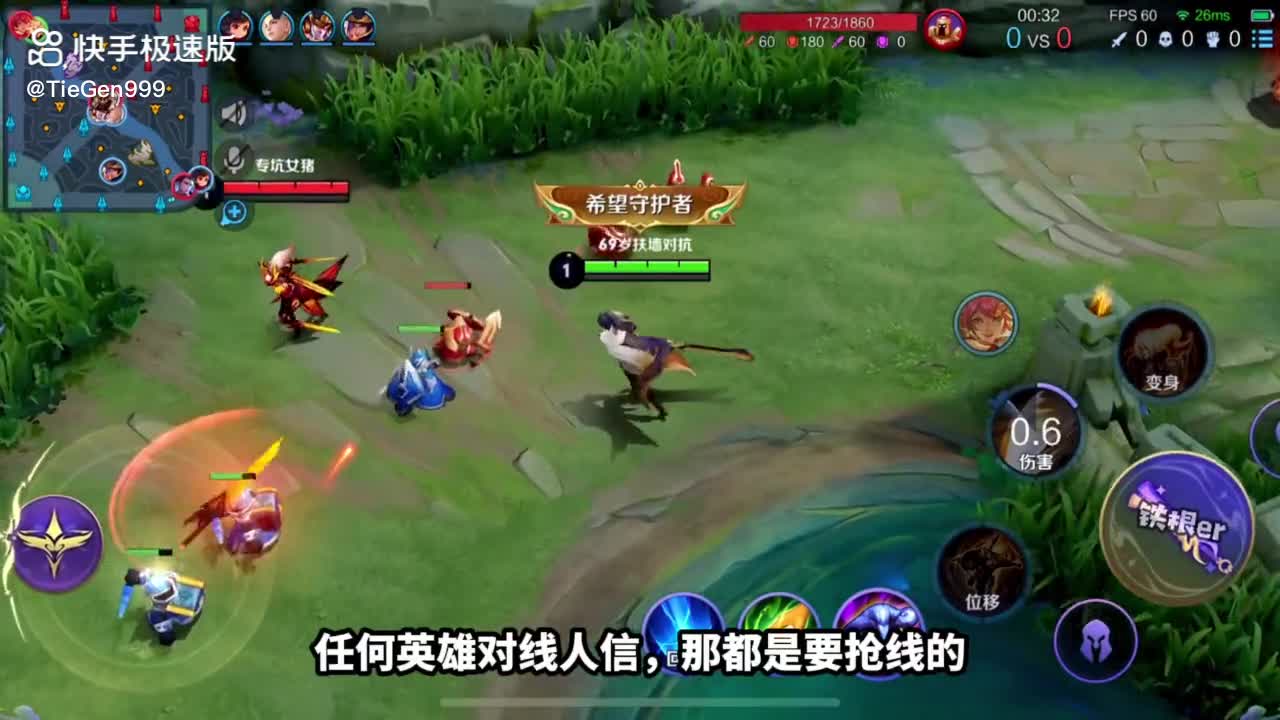 快手极速版
@TieGen999
1723/1860
60 180 60 0
00:32
0 VS 0
FPS 60
26ms
0 0 0
专坑女猪
希望守护者
69岁扶墙对抗
1
变身
0.6
伤害
铁根er
位移
任何英雄对线人信，那都是要抢线的